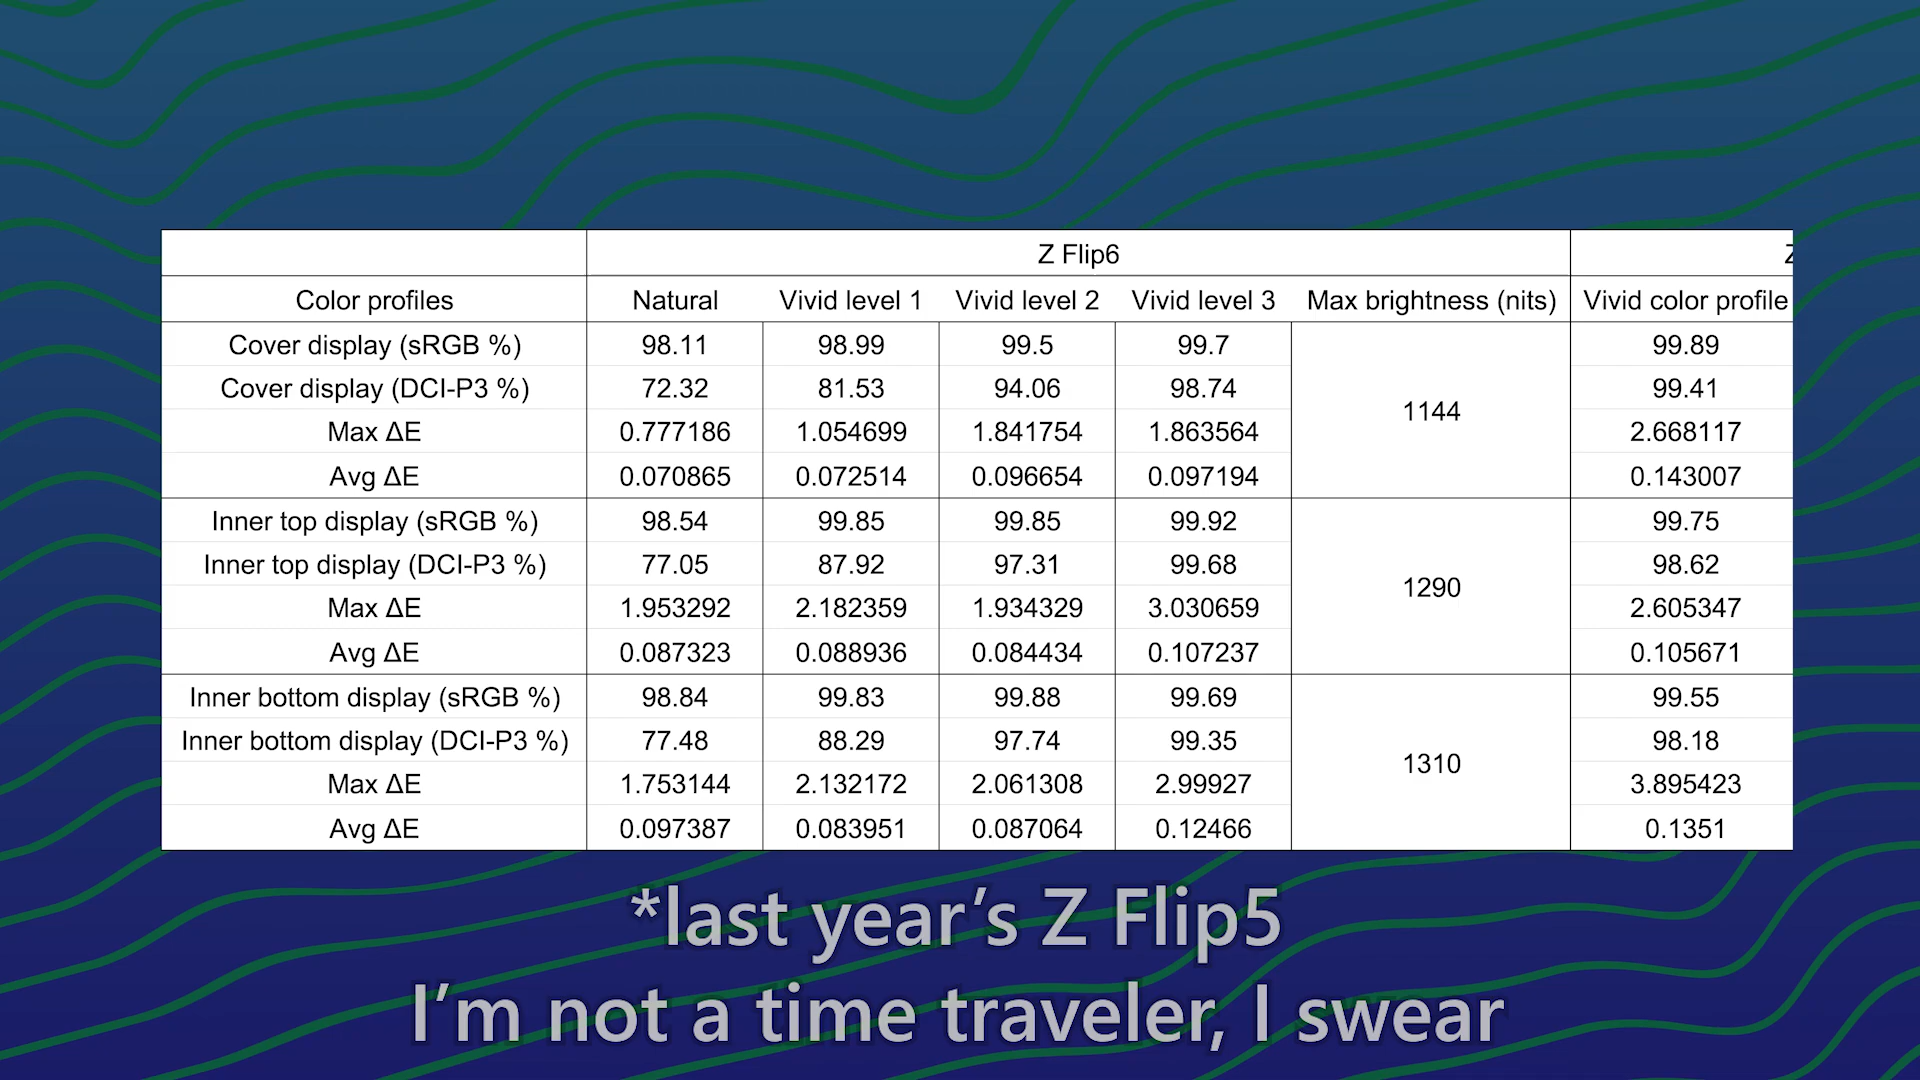 Z Flip6
Color profiles Natural Vivid level 1 Vivid level 2 Vivid level 3 Max brightness (nits) Vivid color profile
Cover display (sRGB %) 98.11 98.99 99.5 99.7 1144 99.89
Cover display (DCI-P3 %) 72.32 81.53 94.06 98.74 99.41
Max ΔE 0.777186 1.054699 1.841754 1.863564 2.668117
Avg ΔE 0.070865 0.072514 0.096654 0.097194 0.143007
Inner top display (sRGB %) 98.54 99.85 99.85 99.92 1290 99.75
Inner top display (DCI-P3 %) 77.05 87.92 97.31 99.68 98.62
Max ΔE 1.953292 2.182359 1.934329 3.030659 2.605347
Avg ΔE 0.087323 0.088936 0.084434 0.107237 0.105671
Inner bottom display (sRGB %) 98.84 99.83 99.88 99.69 1310 99.55
Inner bottom display (DCI-P3 %) 77.48 88.29 97.74 99.35 98.18
Max ΔE 1.753144 2.132172 2.061308 2.99927 3.895423
Avg ΔE 0.097387 0.083951 0.087064 0.12466 0.1351
*last year’s Z Flip5
I’m not a time traveler, I swear